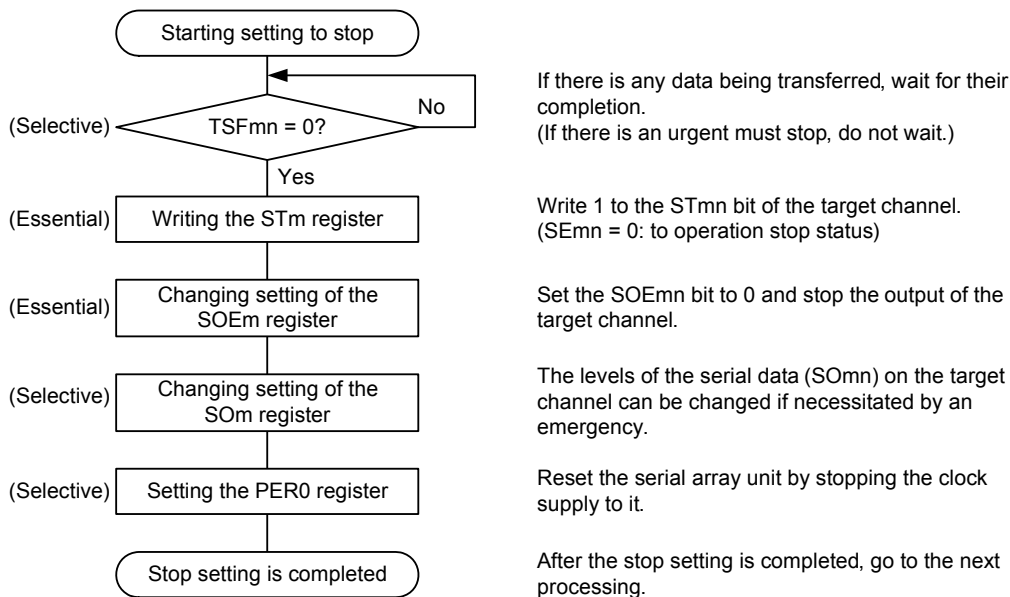 Starting setting to stop
If there is any data being transferred, wait for their
completion.
(If there is an urgent must stop, do not wait.)
(Selective)
TSFmn = 0?
No
Yes
(Essential)
Writing the STm register
Write 1 to the STmn bit of the target channel.
(SEmn = 0: to operation stop status)
(Essential)
Changing setting of the
SOEm register
Set the SOEmn bit to 0 and stop the output of the
target channel.
(Selective)
Changing setting of the
SOm register
The levels of the serial data (SOmn) on the target
channel can be changed if necessitated by an
emergency.
(Selective)
Setting the PER0 register
Reset the serial array unit by stopping the clock
supply to it.
Stop setting is completed
After the stop setting is completed, go to the next
processing.